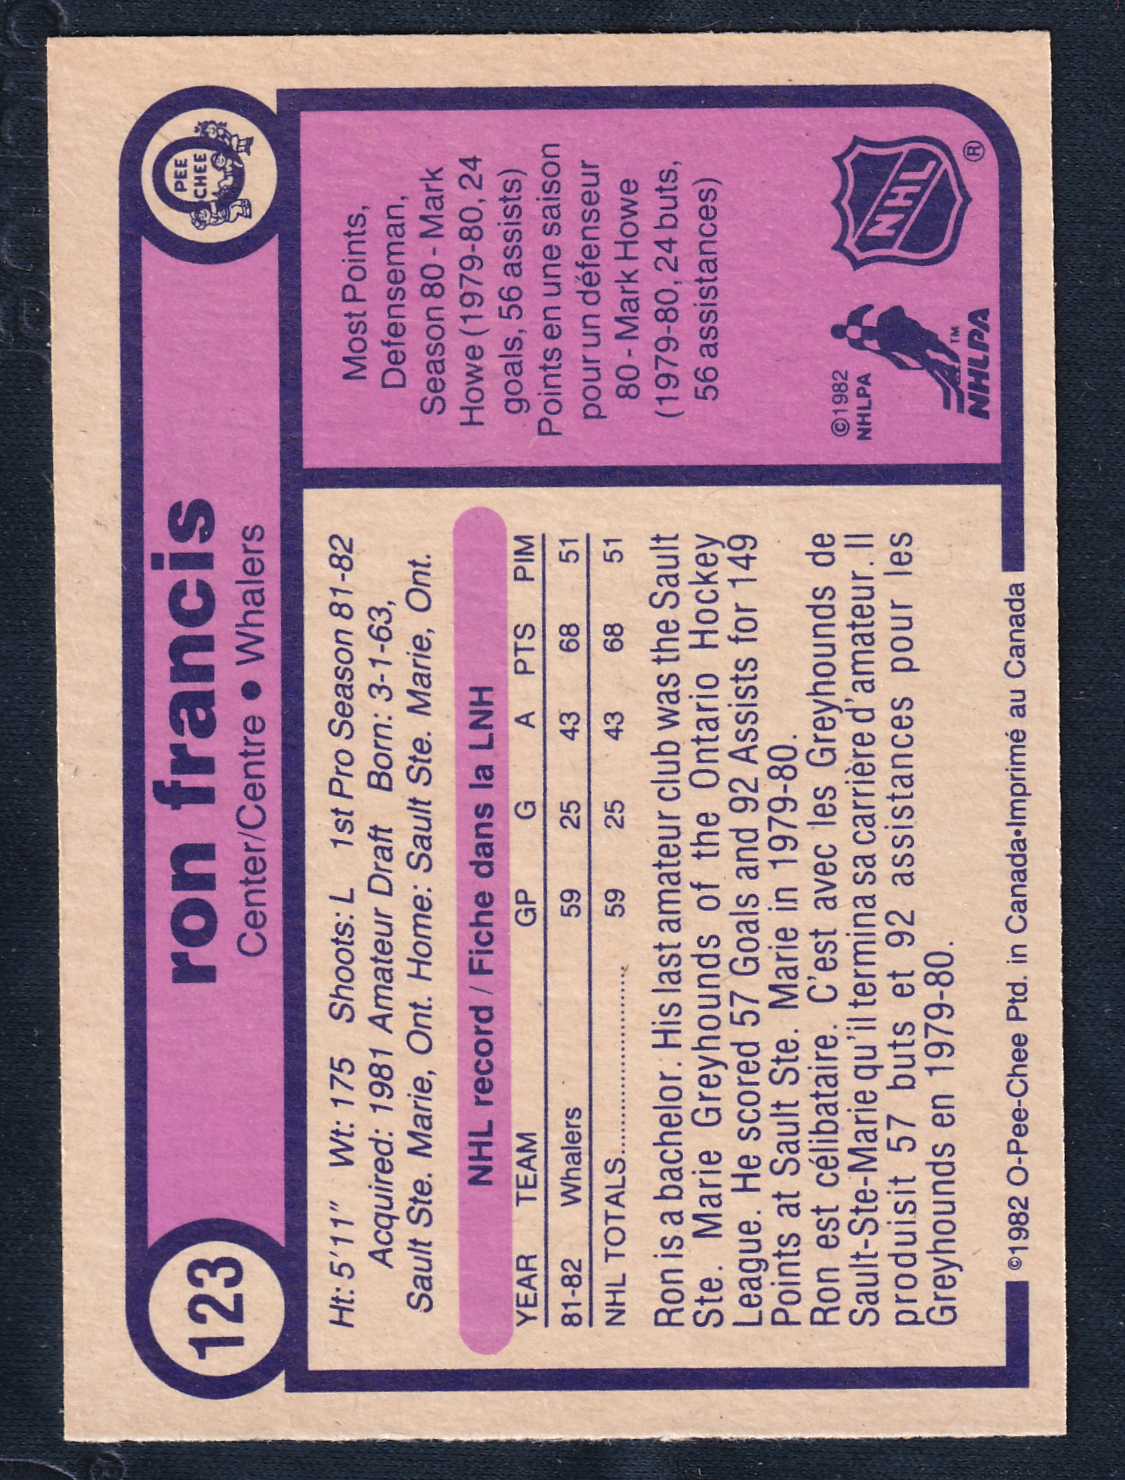 123
ron francis
Center/Centre • Whalers
PEE
CHEE
Ht: 5'11" Wt: 175 Shoots: L 1st Pro Season 81-82
Acquired: 1981 Amateur Draft Born: 3-1-63,
Sault Ste. Marie, Ont. Home: Sault Ste. Marie, Ont.
NHL record / Fiche dans la LNH
YEAR TEAM GP G A PTS PIM
81-82 Whalers 59 25 43 68 51
NHL TOTALS.......................... 59 25 43 68 51
Ron is a bachelor. His last amateur club was the Sault
Ste. Marie Greyhounds of the Ontario Hockey
League. He scored 57 Goals and 92 Assists for 149
Points at Sault Ste. Marie in 1979-80.
Ron est célibataire. C'est avec les Greyhounds de
Sault-Ste-Marie qu'il termina sa carrière d'amateur. Il
produisit 57 buts et 92 assistances pour les
Greyhounds en 1979-80.
©1982 O-Pee-Chee Ptd. in Canada•Imprimé au Canada
Most Points,
Defenseman,
Season 80 - Mark
Howe (1979-80, 24
goals, 56 assists)
Points en une saison
pour un défenseur
80 - Mark Howe
(1979-80, 24 buts,
56 assistances)
©1982
NHLPA
TM
NHLPA
NHL
®